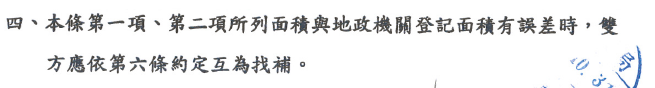 四、本條第一項、第二項所列面積與地政機關登記面積有誤差時,雙
方應依第六條約定互為找補。